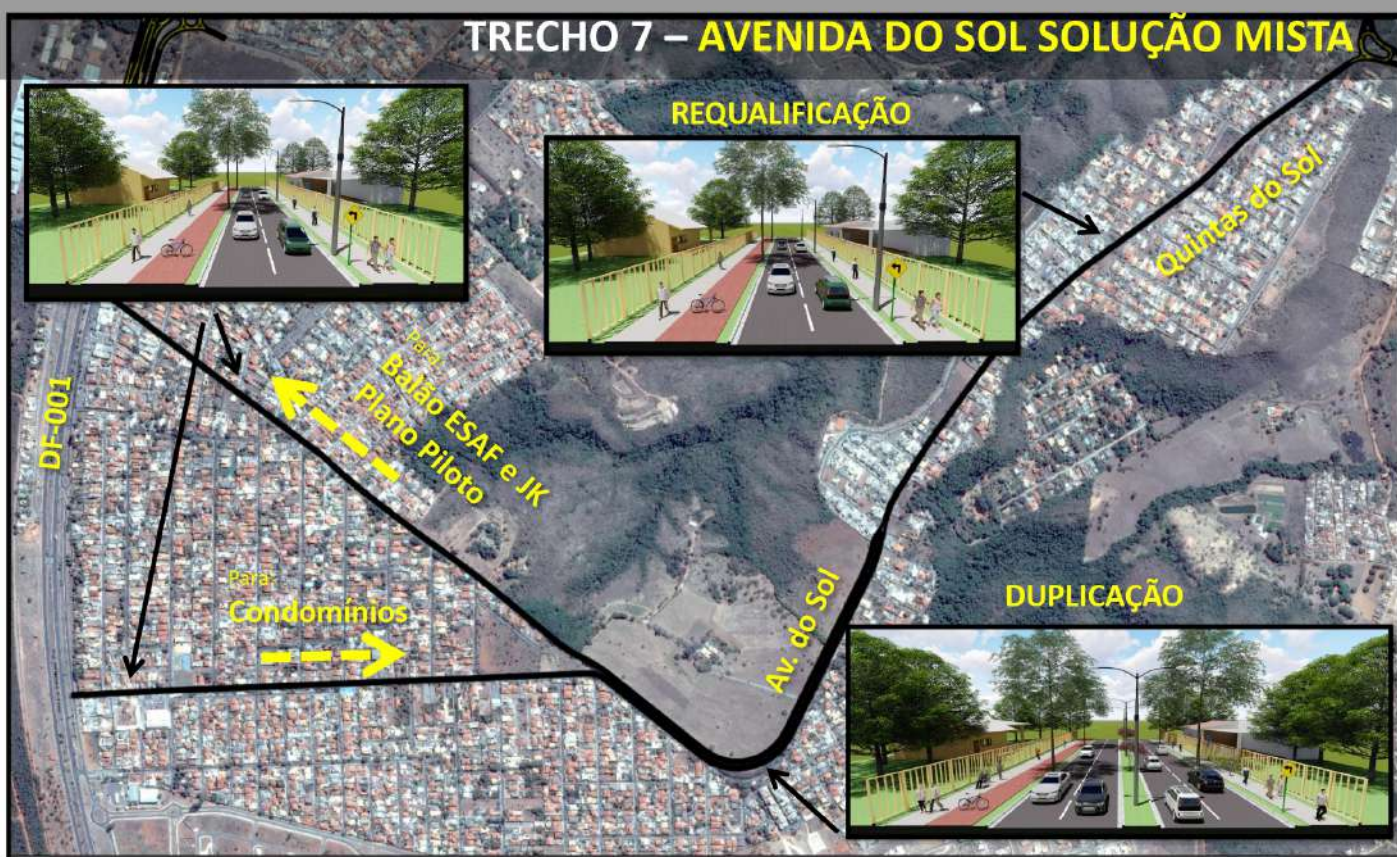 TRECHO 7 – AVENIDA DO SOL SOLUÇÃO MISTA
REQUALIFICAÇÃO
Quintas do Sol
DF-001
Para:
Balão ESAF e JK
Plano Piloto
Para:
Condomínios
Av. do Sol
DUPLICAÇÃO